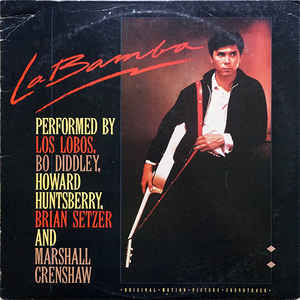 La Bamba
PERFORMED BY
LOS LOBOS,
BO DIDDLEY,
HOWARD
HUNTSBERRY,
BRIAN SETZER
AND
MARSHALL
CRENSHAW
ORIGINAL • MOTION • PICTURE • SOUNDTRACK